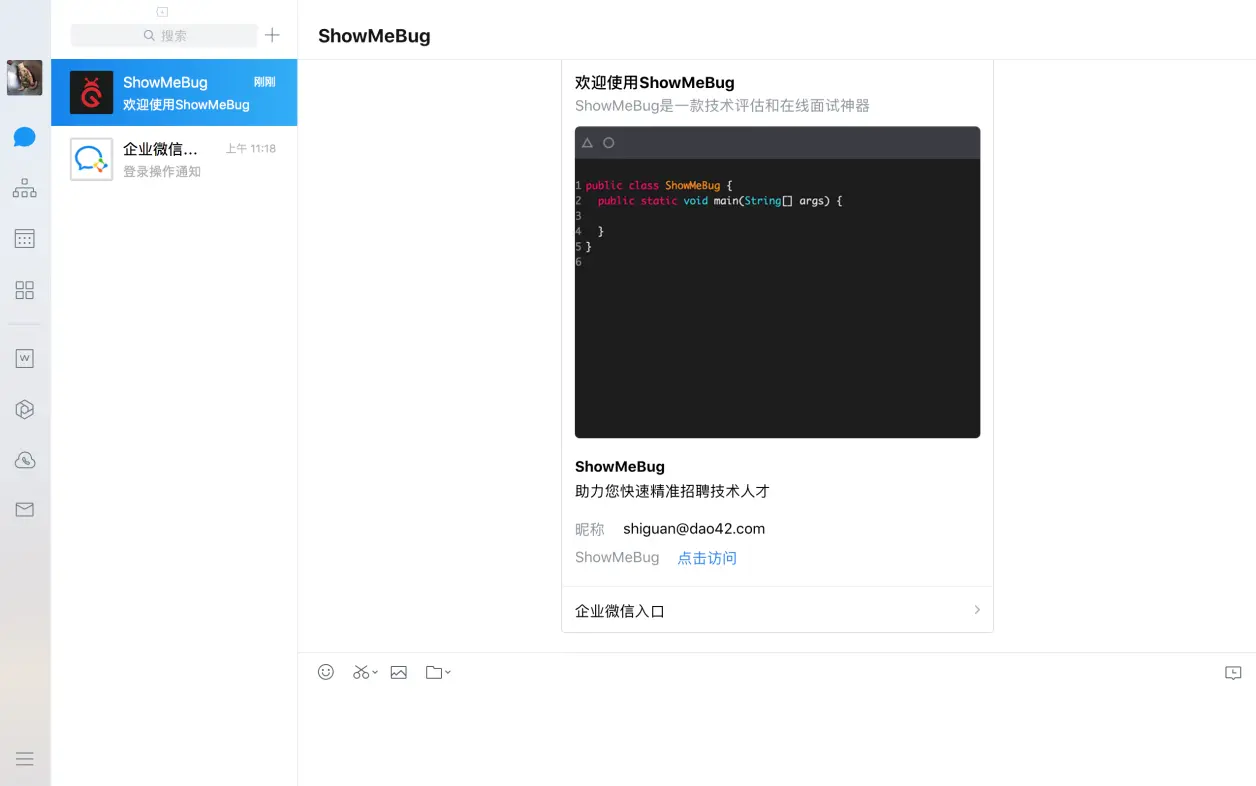 搜索
ShowMeBug
刚刚
欢迎使用ShowMeBug
企业微信...
上午 11:18
登录操作通知
ShowMeBug
欢迎使用ShowMeBug
ShowMeBug是一款技术评估和在线面试神器
1 public class ShowMeBug {
2 public static void main(String[] args) {
3
4 }
5 }
6
ShowMeBug
助力您快速精准招聘技术人才
昵称 shiguan@dao42.com
ShowMeBug 点击访问
企业微信入口